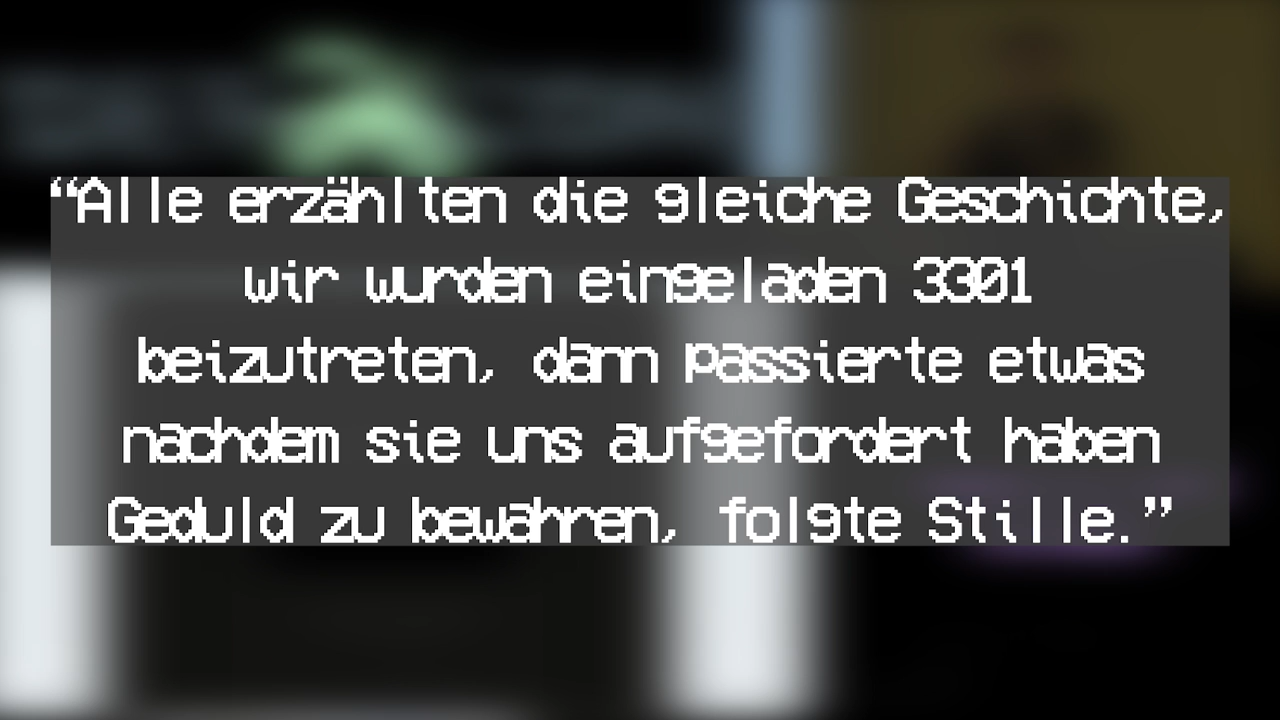 “Alle erzählten die gleiche Geschichte,
wir wurden eingeladen 3301
beizutreten, dann passierte etwas
nachdem sie uns aufgefordert haben
Geduld zu bewahren, folgte Stille.”